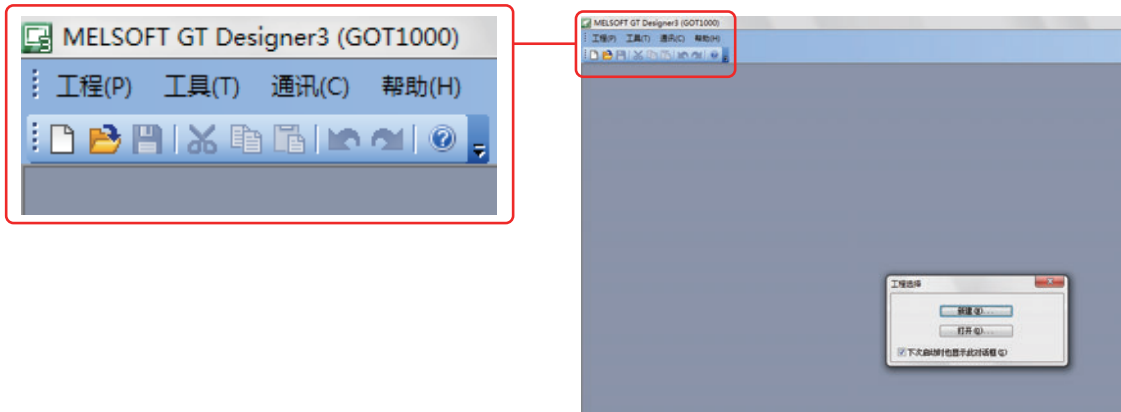 MELSOFT GT Designer3 (GOT1000)
工程(P) 工具(T) 通讯(C) 帮助(H)
MELSOFT GT Designer3 (GOT1000)
工程(P) 工具(T) 通讯(C) 帮助(H)
工程选择
新建(N)...
打开(O)...
下次启动时也显示此对话框(S)